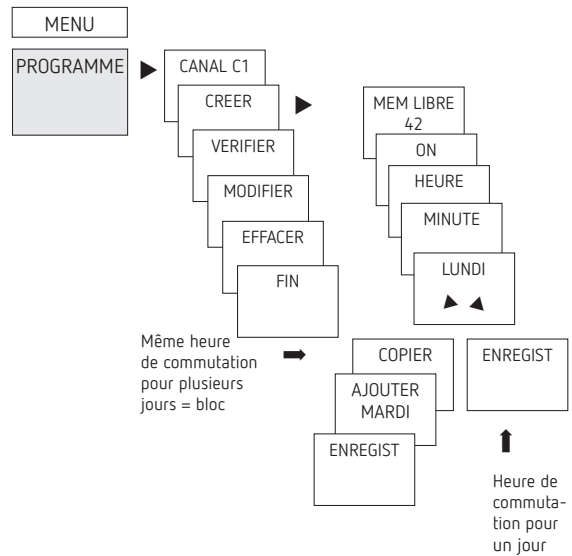 MENU
PROGRAMME
CANAL C1
CREER
VERIFIER
MODIFIER
EFFACER
FIN
MEM LIBRE
42
ON
HEURE
MINUTE
LUNDI
Même heure
de commutation
pour plusieurs
jours = bloc
COPIER
AJOUTER
MARDI
ENREGIST
ENREGIST
Heure de
commuta-
tion pour
un jour